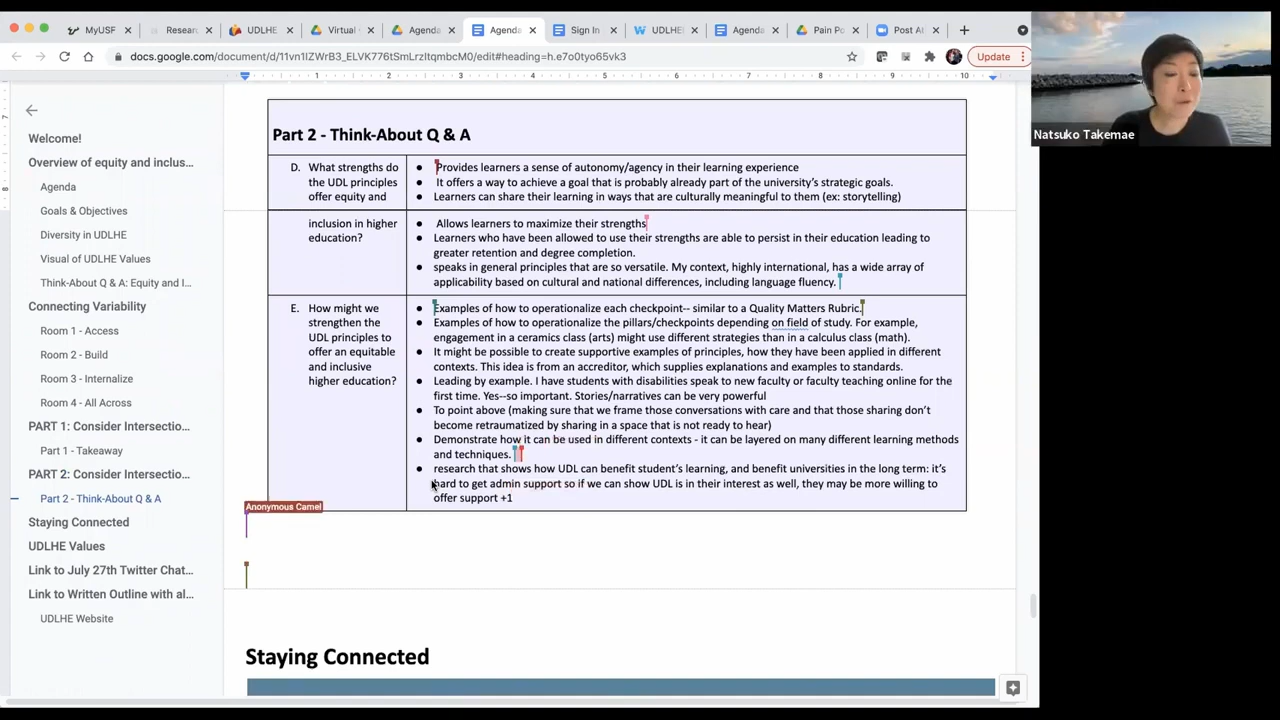 MyUSF
Researc
UDLHE
Virtual
Agenda
Agenda
Sign In
UDLHE
Agenda
Pain Po
Post At
docs.google.com/document/d/11vn1IZWrB3_ELVK776tSmLrzItqmbcM0/edit#heading=h.e7o0tyo65vk3
Update
1 2 3 4 5 6 7 8 9 10
7
8
Natsuko Takemae
Welcome!
Overview of equity and inclus...
Agenda
Goals & Objectives
Diversity in UDLHE
Visual of UDLHE Values
Think-About Q & A: Equity and I...
Connecting Variability
Room 1 - Access
Room 2 - Build
Room 3 - Internalize
Room 4 - All Across
PART 1: Consider Intersectio...
Part 1 - Takeaway
PART 2: Consider Intersectio...
Part 2 - Think-About Q & A
Staying Connected
UDLHE Values
Link to July 27th Twitter Chat...
Link to Written Outline with al...
UDLHE Website
Part 2 - Think-About Q & A
D. What strengths do
the UDL principles
offer equity and
inclusion in higher
education?
● Provides learners a sense of autonomy/agency in their learning experience
● It offers a way to achieve a goal that is probably already part of the university's strategic goals.
● Learners can share their learning in ways that are culturally meaningful to them (ex: storytelling)
● Allows learners to maximize their strengths
● Learners who have been allowed to use their strengths are able to persist in their education leading to
greater retention and degree completion.
● speaks in general principles that are so versatile. My context, highly international, has a wide array of
applicability based on cultural and national differences, including language fluency.
E. How might we
strengthen the
UDL principles to
offer an equitable
and inclusive
higher education?
● Examples of how to operationalize each checkpoint-- similar to a Quality Matters Rubric.
● Examples of how to operationalize the pillars/checkpoints depending on field of study. For example,
engagement in a ceramics class (arts) might use different strategies than in a calculus class (math).
● It might be possible to create supportive examples of principles, how they have been applied in different
contexts. This idea is from an accreditor, which supplies explanations and examples to standards.
● Leading by example. I have students with disabilities speak to new faculty or faculty teaching online for the
first time. Yes--so important. Stories/narratives can be very powerful
● To point above (making sure that we frame those conversations with care and that those sharing don't
become retraumatized by sharing in a space that is not ready to hear)
● Demonstrate how it can be used in different contexts - it can be layered on many different learning methods
and techniques.
● research that shows how UDL can benefit student's learning, and benefit universities in the long term: it's
hard to get admin support so if we can show UDL is in their interest as well, they may be more willing to
offer support +1
Anonymous Camel
Staying Connected